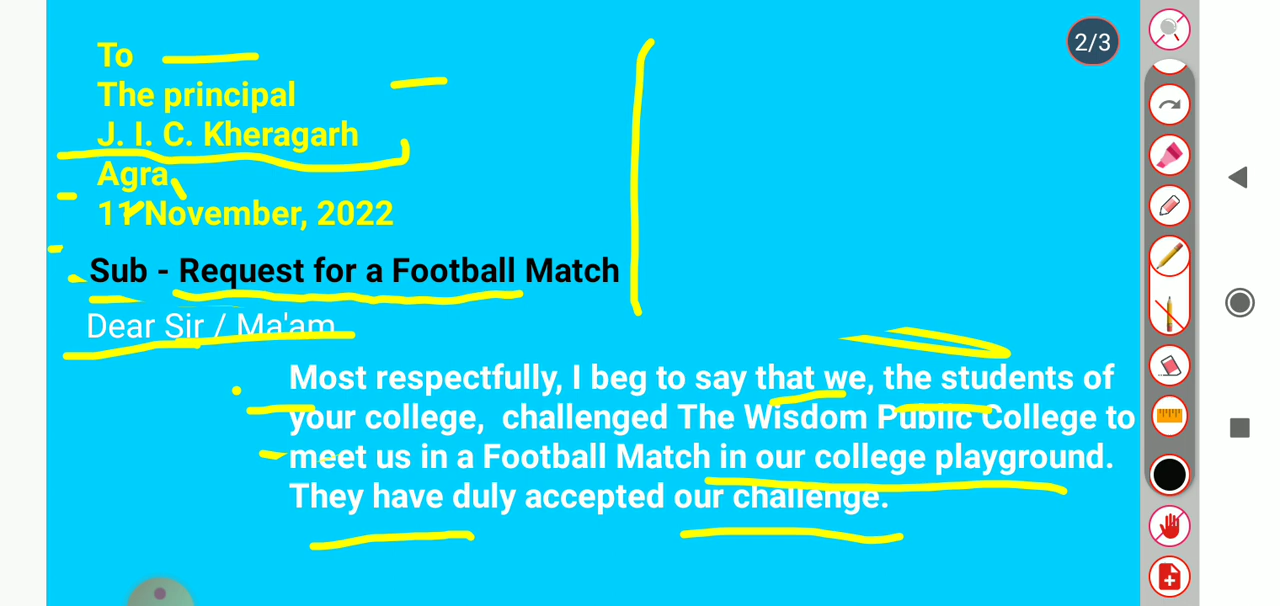 2/3
To
The principal
J. I. C. Kheragarh
Agra
11 November, 2022
Sub - Request for a Football Match
Dear Sir / Ma'am
Most respectfully, I beg to say that we, the students of
your college, challenged The Wisdom Public College to
meet us in a Football Match in our college playground.
They have duly accepted our challenge.